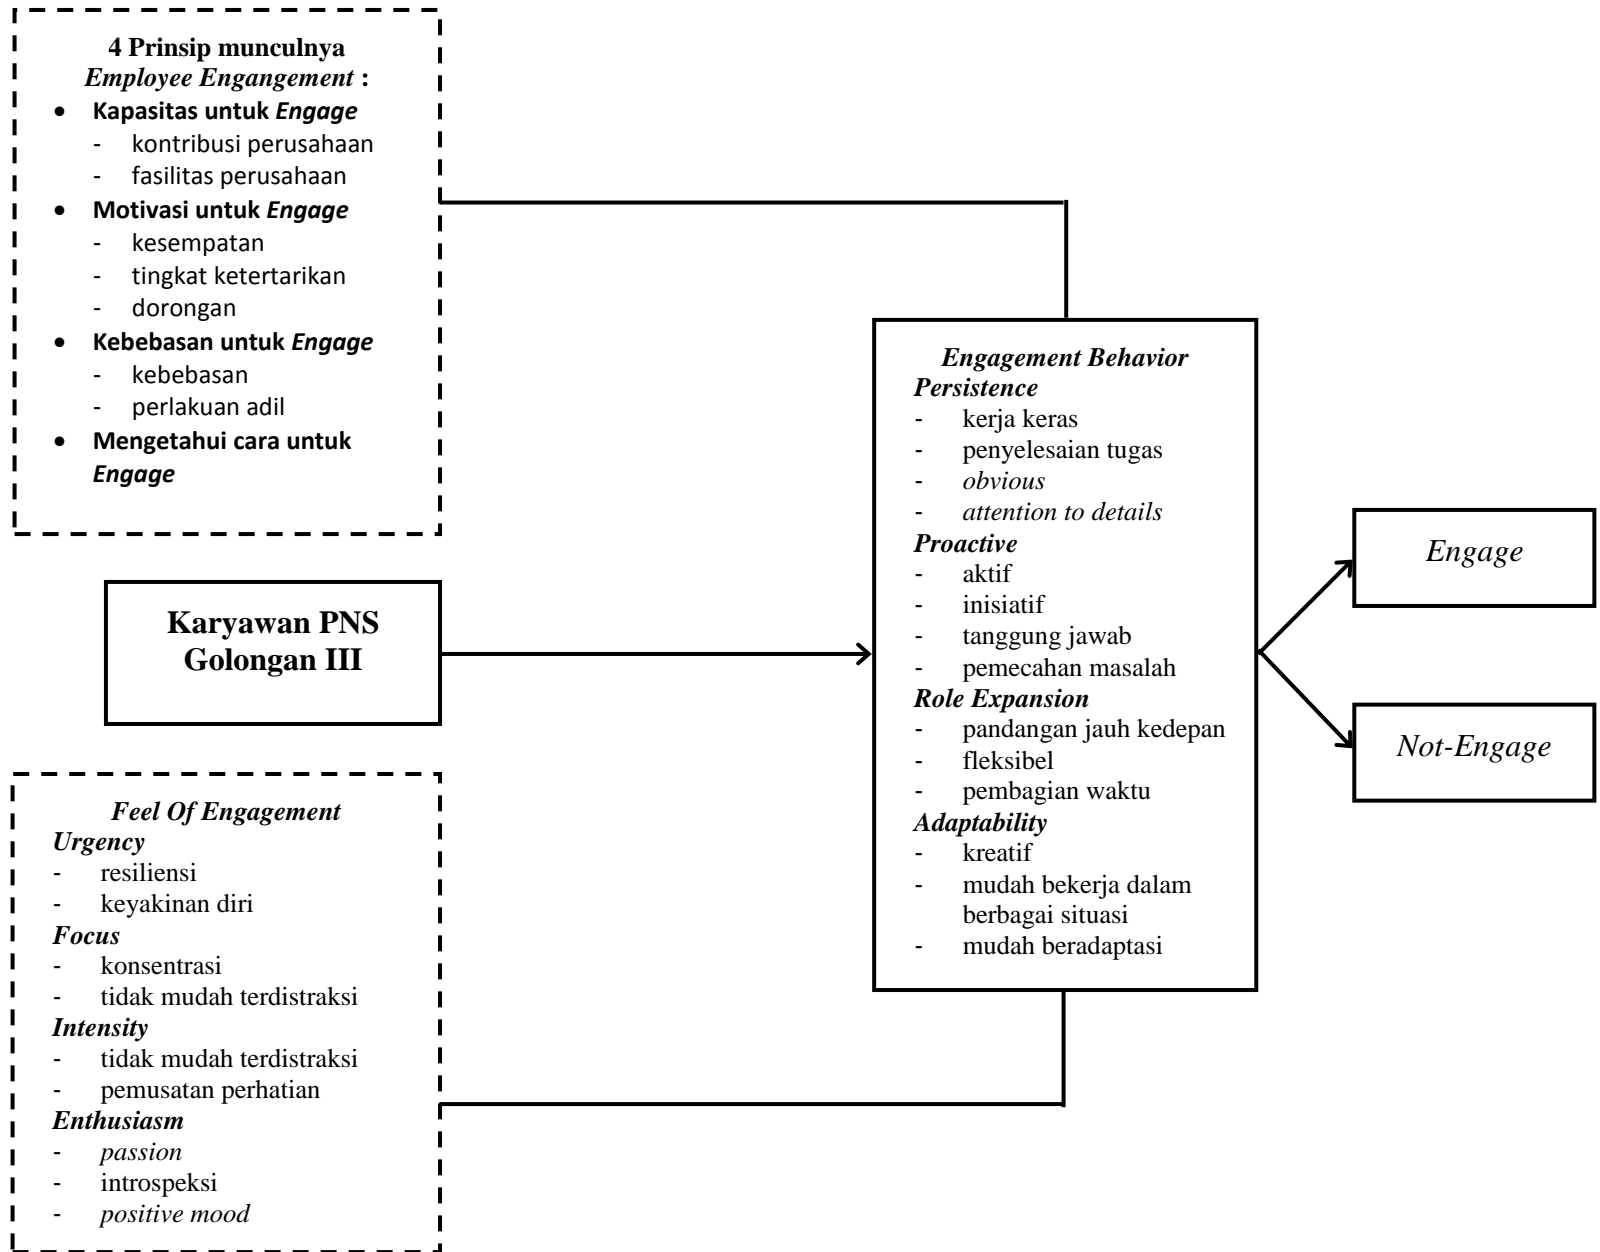 4 Prinsip munculnya
Employee Engangement :
• Kapasitas untuk Engage
- kontribusi perusahaan
- fasilitas perusahaan
• Motivasi untuk Engage
- kesempatan
- tingkat ketertarikan
- dorongan
• Kebebasan untuk Engage
- kebebasan
- perlakuan adil
• Mengetahui cara untuk
Engage
Karyawan PNS
Golongan III
Feel Of Engagement
Urgency
- resiliensi
- keyakinan diri
Focus
- konsentrasi
- tidak mudah terdistraksi
Intensity
- tidak mudah terdistraksi
- pemusatan perhatian
Enthusiasm
- passion
- introspeksi
- positive mood
Engagement Behavior
Persistence
- kerja keras
- penyelesaian tugas
- obvious
- attention to details
Proactive
- aktif
- inisiatif
- tanggung jawab
- pemecahan masalah
Role Expansion
- pandangan jauh kedepan
- fleksibel
- pembagian waktu
Adaptability
- kreatif
- mudah bekerja dalam
berbagai situasi
- mudah beradaptasi
Engage
Not-Engage